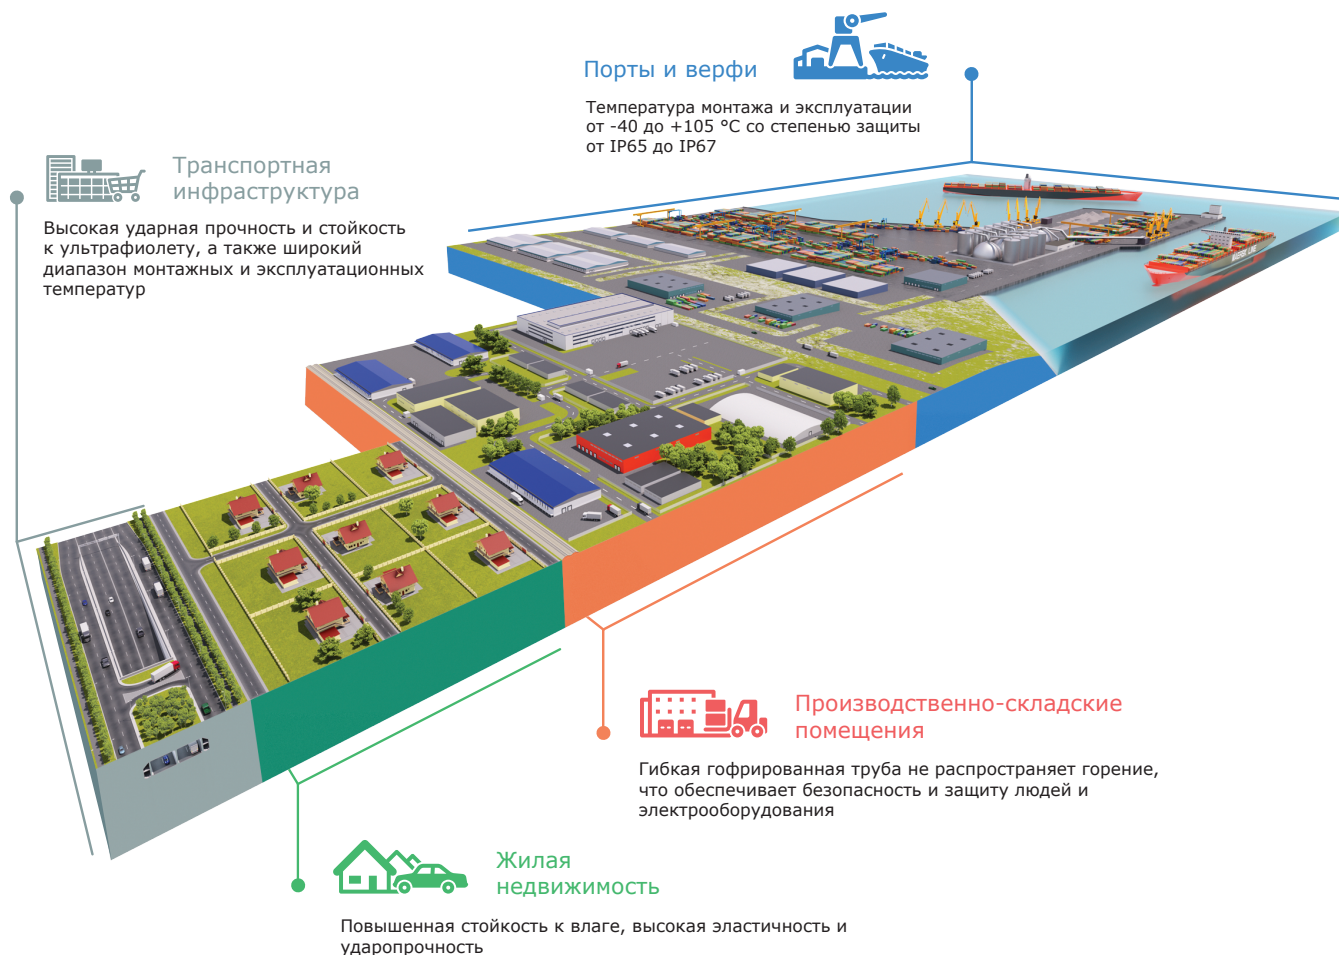 Порты и верфи
Температура монтажа и эксплуатации
от -40 до +105 °C со степенью защиты
от IP65 до IP67
Транспортная
инфраструктура
Высокая ударная прочность и стойкость
к ультрафиолету, а также широкий
диапазон монтажных и эксплуатационных
температур
Производственно-складские
помещения
Гибкая гофрированная труба не распространяет горение,
что обеспечивает безопасность и защиту людей и
электрооборудования
Жилая
недвижимость
Повышенная стойкость к влаге, высокая эластичность и
ударопрочность